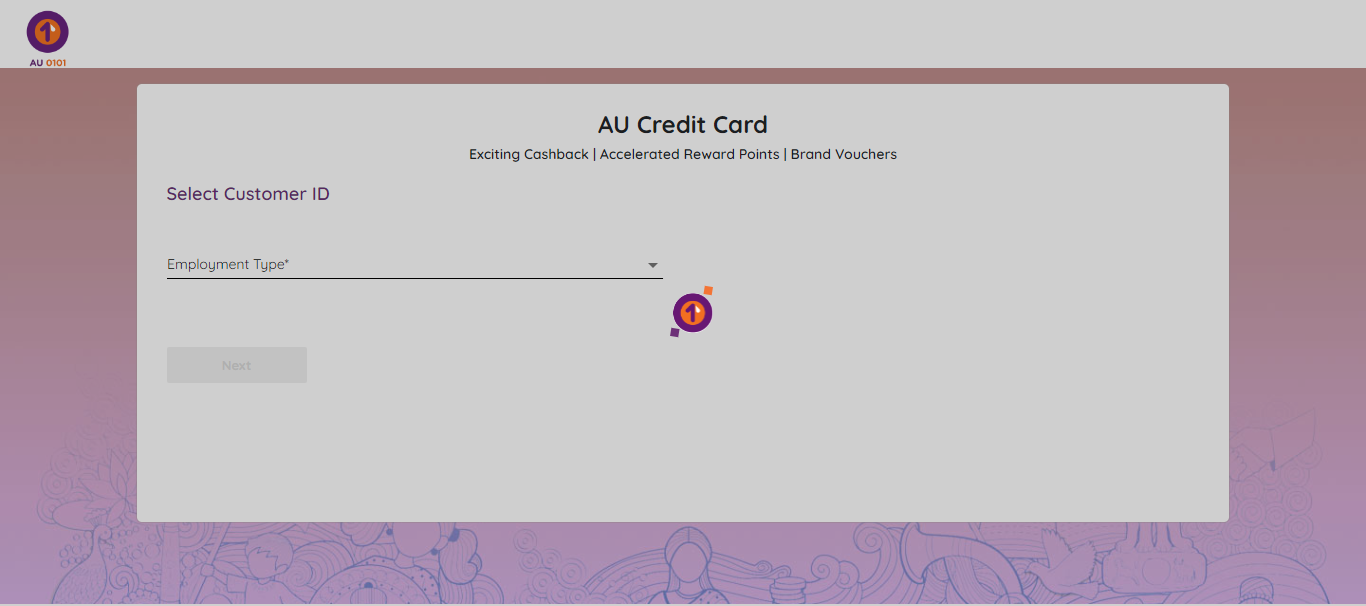 AU 0101
AU Credit Card
Exciting Cashback | Accelerated Reward Points | Brand Vouchers
Select Customer ID
Employment Type*
Next